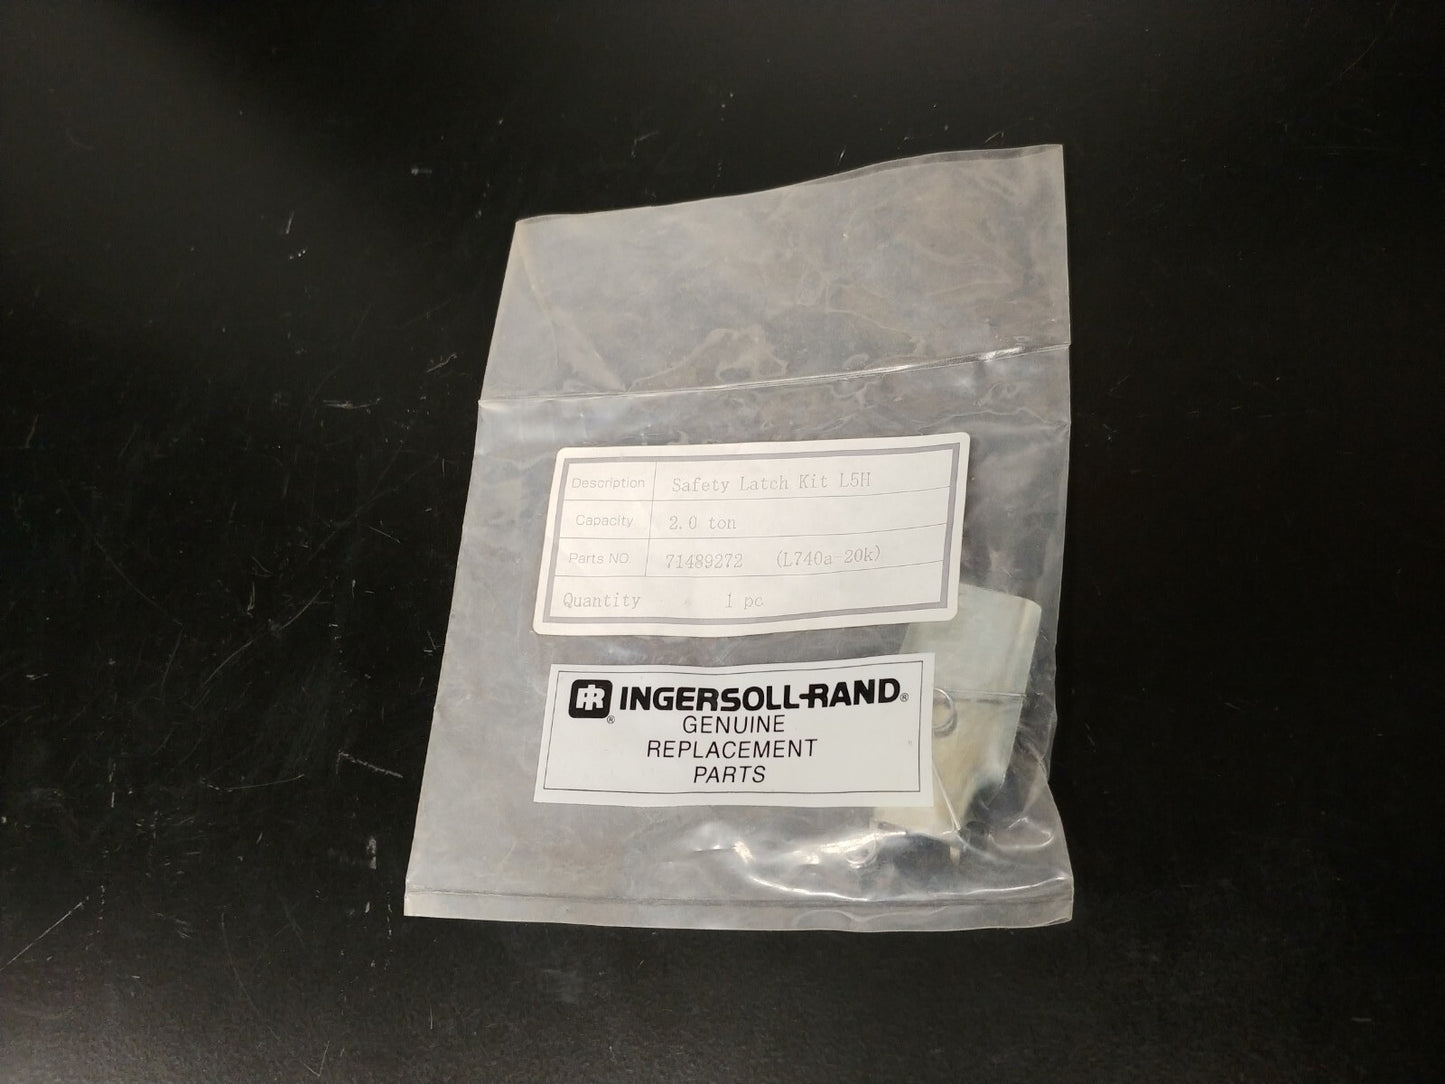 Description Safety Latch Kit L5H
Capacity 2.0 ton
Parts NO. 71489272 (L740a-20k)
Quantity 1 pc
IR® INGERSOLL-RAND®
GENUINE
REPLACEMENT
PARTS